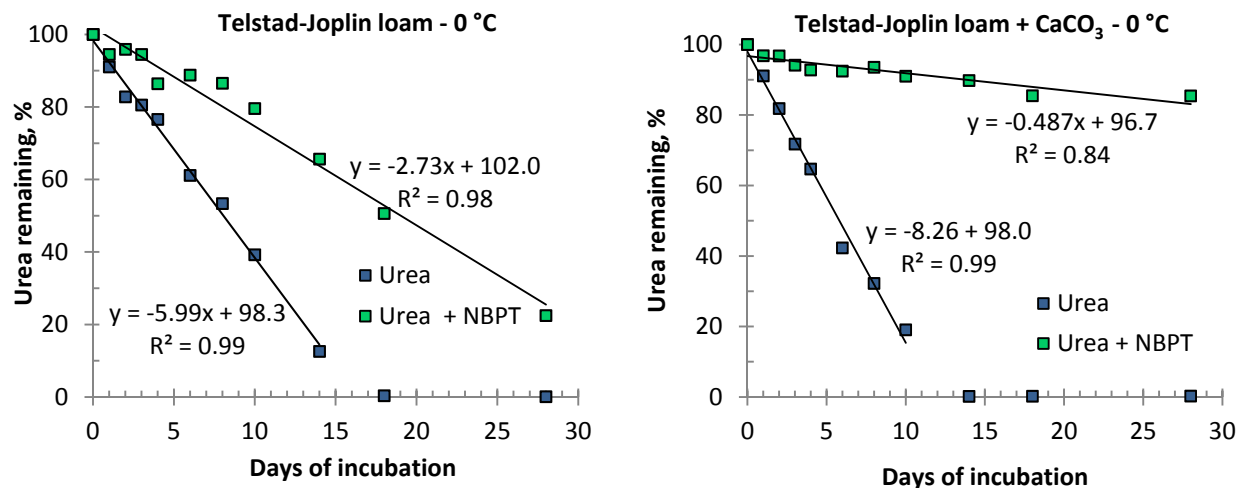 Telstad-Joplin loam - 0 °C
Urea remaining, %
100
80
60
40
20
0
y = -2.73x + 102.0
R² = 0.98
Urea
Urea + NBPT
y = -5.99x + 98.3
R² = 0.99
0 5 10 15 20 25 30
Days of incubation
Telstad-Joplin loam + CaCO₃ - 0 °C
Urea remaining, %
100
80
60
40
20
0
y = -0.487x + 96.7
R² = 0.84
y = -8.26 + 98.0
R² = 0.99
Urea
Urea + NBPT
0 5 10 15 20 25 30
Days of incubation